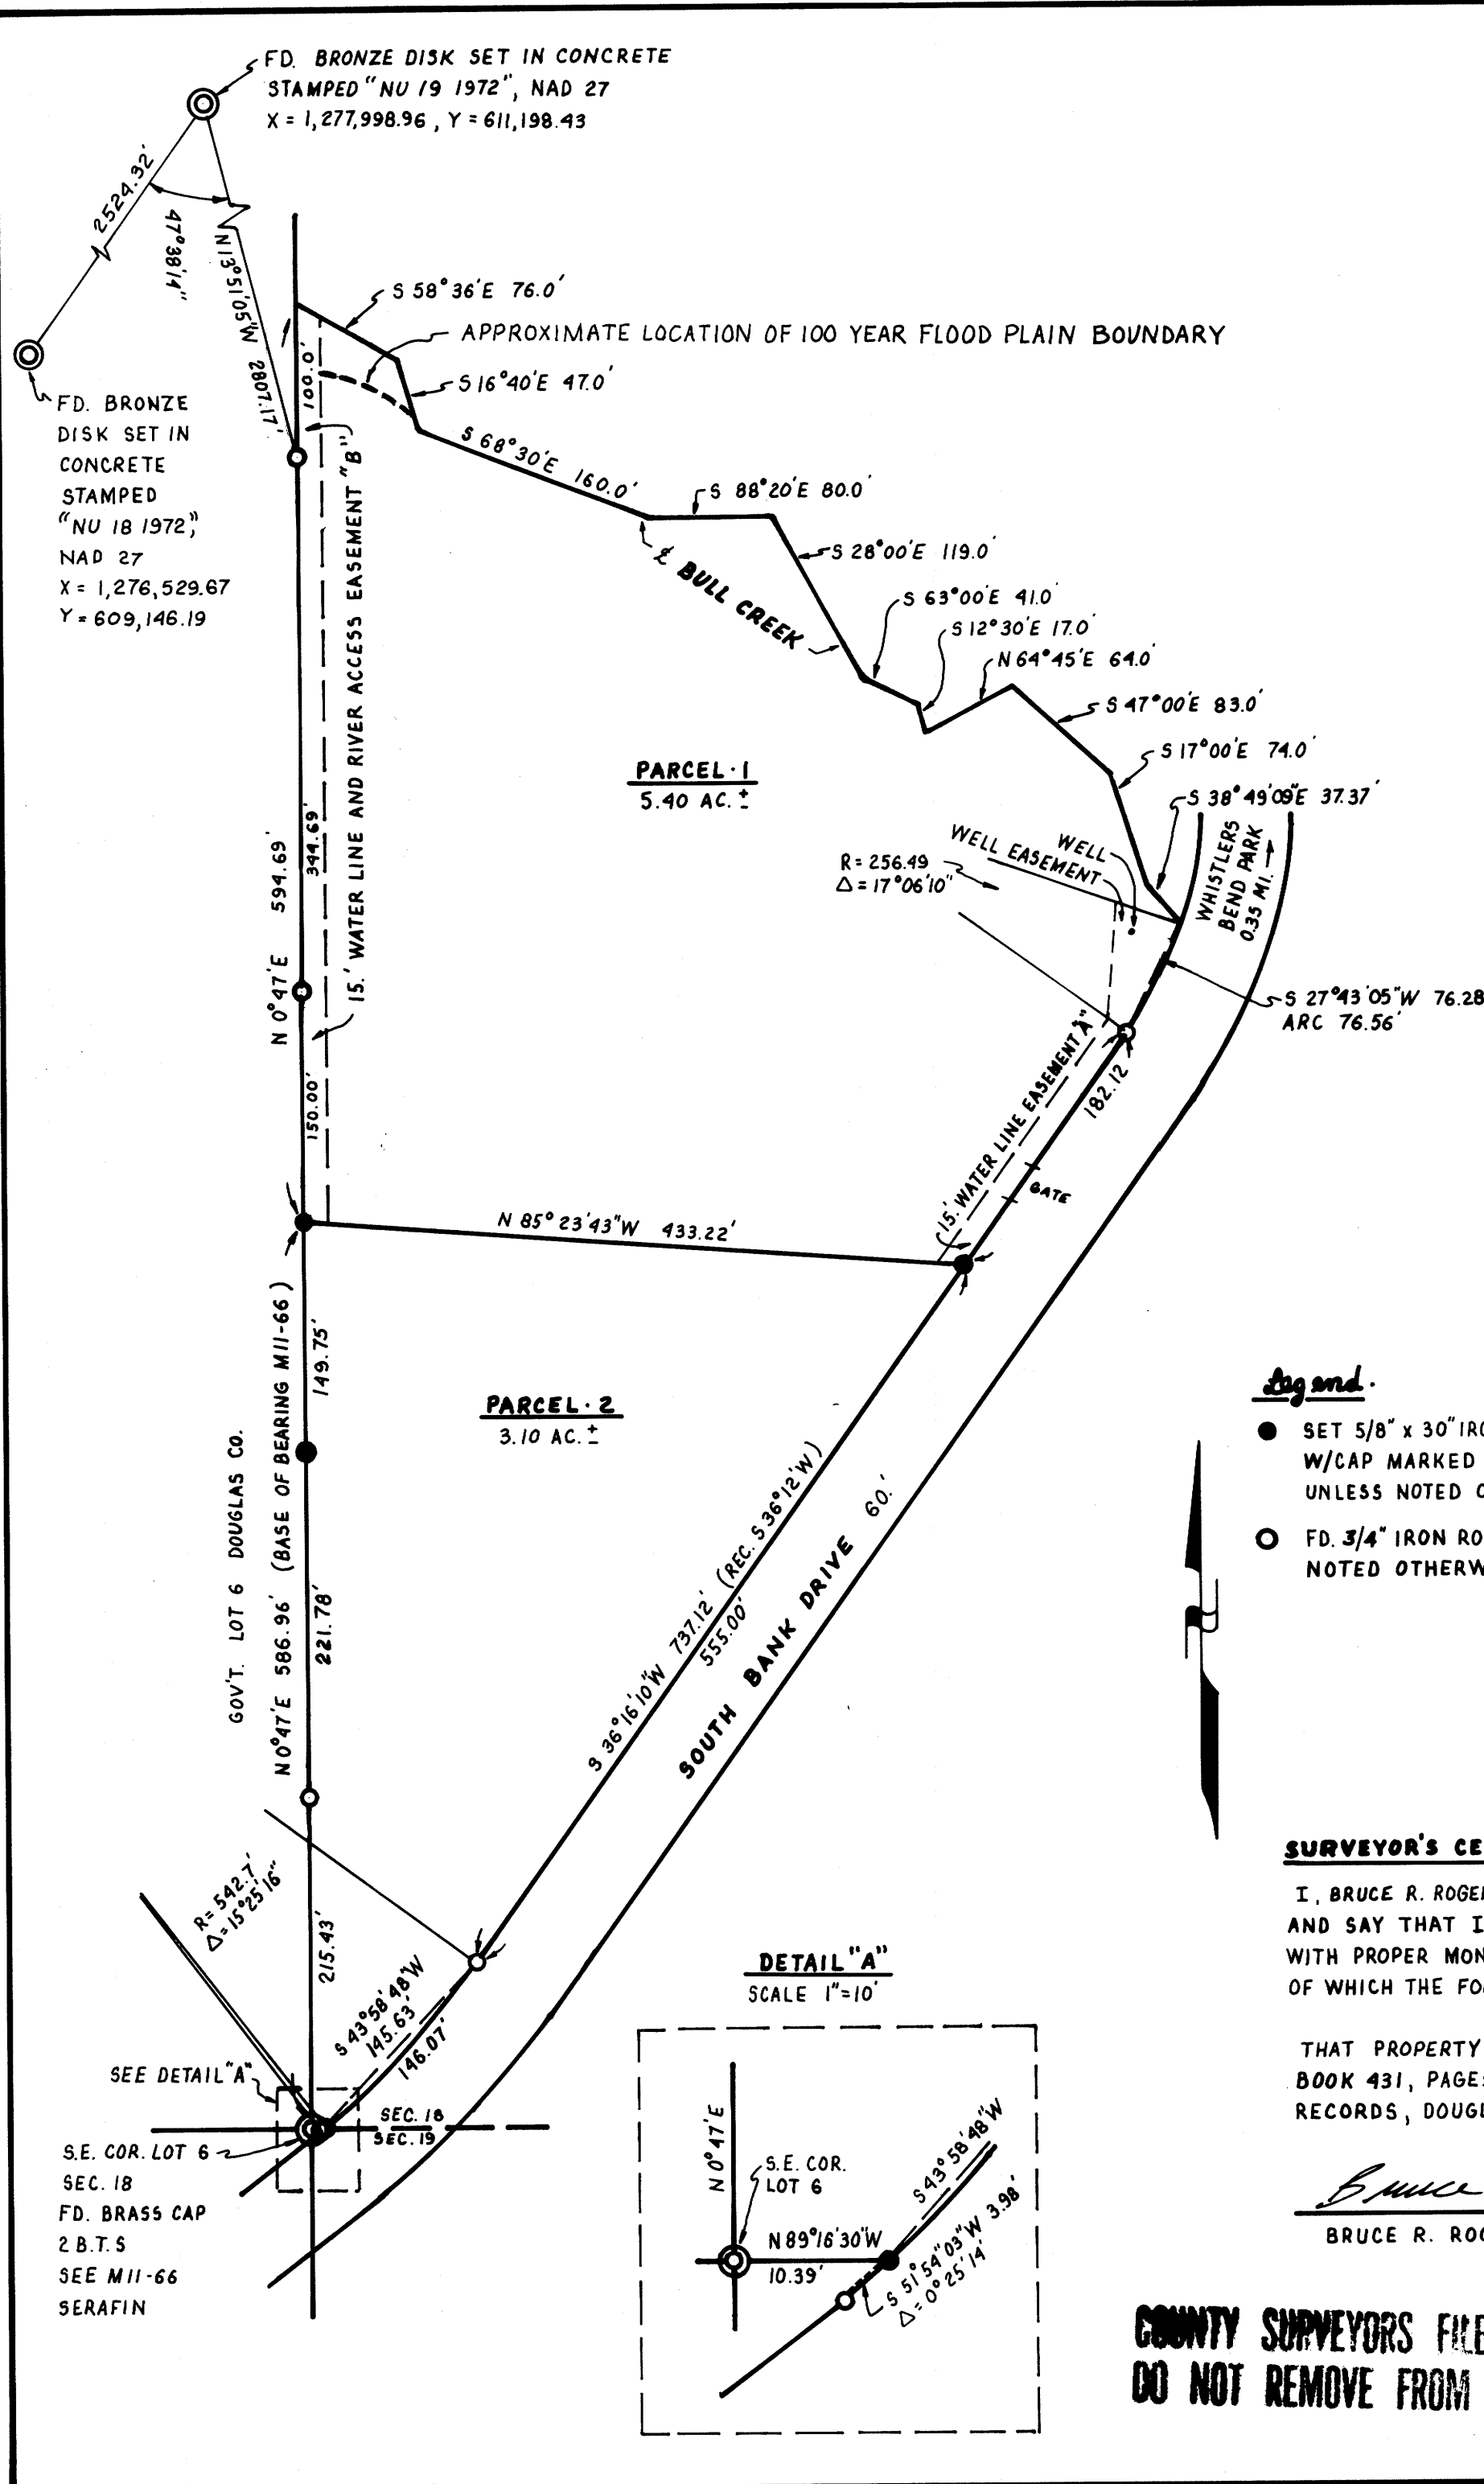 FD. BRONZE DISK SET IN CONCRETE
STAMPED "NU 19 1972", NAD 27
X = 1,277,998.96, Y = 611,198.43
2524.32'
47°38'14"
N 13°51'05"W 2807.17'
FD. BRONZE
DISK SET IN
CONCRETE
STAMPED
"NU 18 1972",
NAD 27
X = 1,276,529.67
Y = 609,146.19
S 58°36'E 76.0'
APPROXIMATE LOCATION OF 100 YEAR FLOOD PLAIN BOUNDARY
S 16°40'E 47.0'
100.0'
S 68°30'E 160.0'
S 88°20'E 80.0'
℄ BULL CREEK
S 28°00'E 119.0'
S 63°00'E 41.0'
S 12°30'E 17.0'
N 64°45'E 64.0'
S 47°00'E 83.0'
S 17°00'E 74.0'
S 38°49'09"E 37.37'
15.' WATER LINE AND RIVER ACCESS EASEMENT "B"
PARCEL·1
5.40 AC. ±
N 0°47'E 594.69'
344.69'
150.00'
WELL
WELL EASEMENT
R = 256.49
Δ = 17°06'10"
WHISTLERS
BEND PARK
0.35 MI. →
S 27°43'05"W 76.28
ARC 76.56'
15.' WATER LINE EASEMENT "A"
182.12
GATE
N 85°23'43"W 433.22'
PARCEL·2
3.10 AC. ±
GOV'T. LOT 6 DOUGLAS CO.
N 0°47'E 586.96' (BASE OF BEARING M11-66)
149.75'
221.78'
215.43'
S 36°16'10"W 737.12' (REC. S 36°12'W)
555.00'
SOUTH BANK DRIVE 60.'
Legend.
SET 5/8" x 30" IRO
W/CAP MARKED
UNLESS NOTED O
FD. 3/4" IRON RO
NOTED OTHERW
R = 542.7'
Δ = 15°25'16"
S 43°58'48"W
145.63'
146.07'
SEE DETAIL "A"
SEC. 18
SEC. 19
S.E. COR. LOT 6
SEC. 18
FD. BRASS CAP
2 B.T.S
SEE M11-66
SERAFIN
DETAIL "A"
SCALE 1"=10'
N 0°47'E
S.E. COR.
LOT 6
N 89°16'30"W
10.39'
S 43°58'48"W
S 51°54'03"W 3.98'
Δ = 0°25'14"
SURVEYOR'S CE
I, BRUCE R. ROGE
AND SAY THAT I
WITH PROPER MON
OF WHICH THE FO
THAT PROPERTY
BOOK 431, PAGE
RECORDS, DOUG
Bruce
BRUCE R. RO
COUNTY SURVEYORS FILE
DO NOT REMOVE FROM